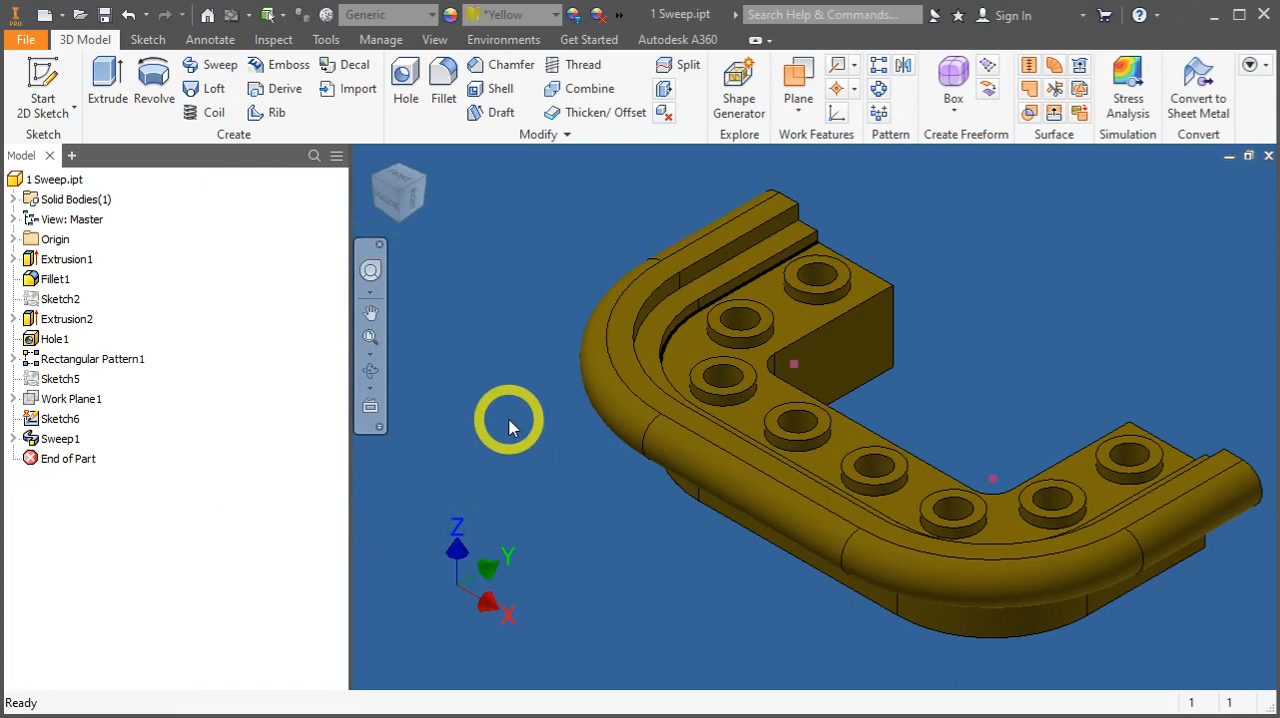 PRO
Generic
*Yellow
1 Sweep.ipt
Search Help & Commands...
Sign In
File
3D Model
Sketch
Annotate
Inspect
Tools
Manage
View
Environments
Get Started
Autodesk A360
Start
2D Sketch
Sketch
Extrude
Revolve
Sweep
Loft
Coil
Emboss
Derive
Rib
Decal
Import
Create
Hole
Fillet
Chamfer
Shell
Draft
Thread
Combine
Thicken/ Offset
Split
Modify
Shape
Generator
Explore
Plane
Work Features
Pattern
Box
Create Freeform
Surface
Stress
Analysis
Simulation
Convert to
Sheet Metal
Convert
Model
1 Sweep.ipt
Solid Bodies(1)
View: Master
Origin
Extrusion1
Fillet1
Sketch2
Extrusion2
Hole1
Rectangular Pattern1
Sketch5
Work Plane1
Sketch6
Sweep1
End of Part
Z
Y
X
Ready
1
1